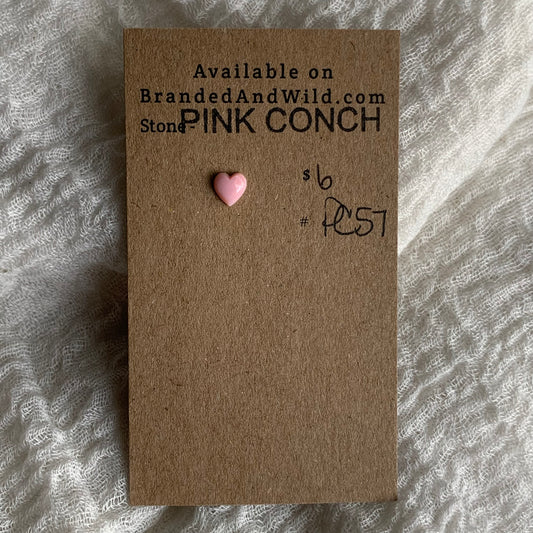 Available on
BrandedAndWild.com
Stone- PINK CONCH
$ 6
# PC57